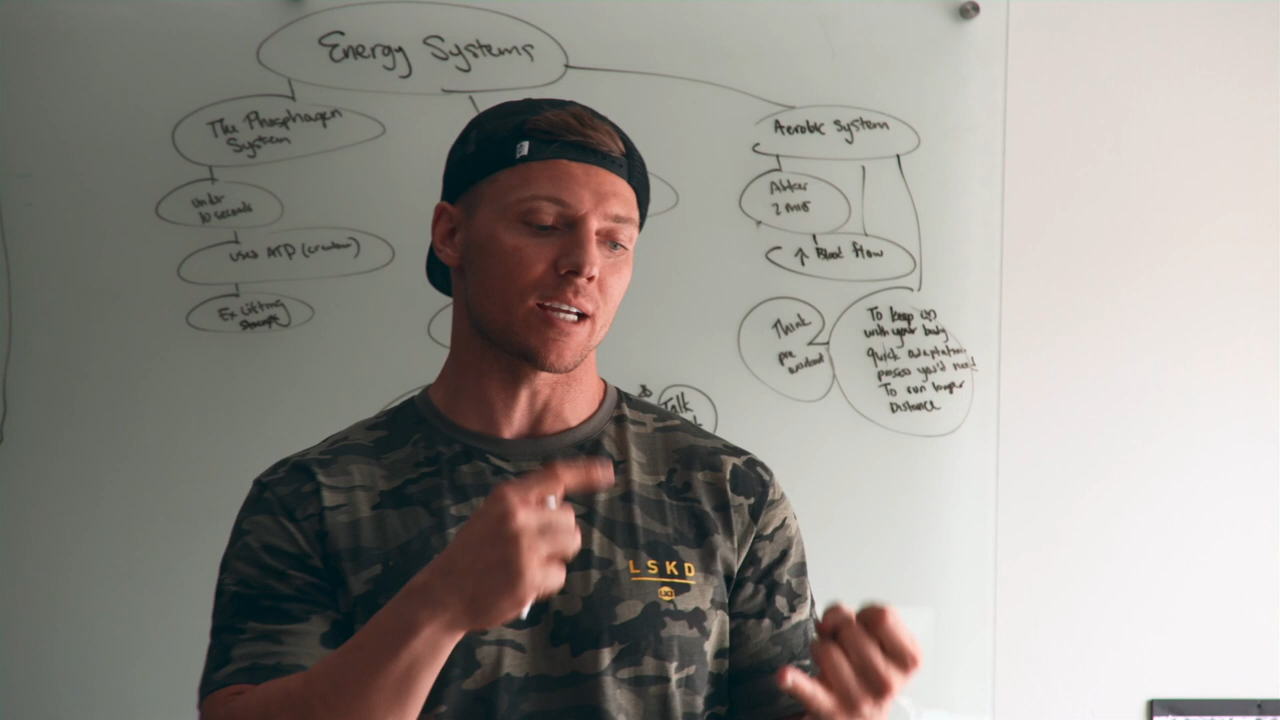 Energy Systems
The Phosphagen
System
Under
10 seconds
uses ATP (creatine)
Ex Lifting
Aerobic System
After
2 mins
↑ Blood flow
Think
pre
workout
To keep up
with your body
quick adaptation
process you'd need
To run longer
Distance
Talk
LSKD